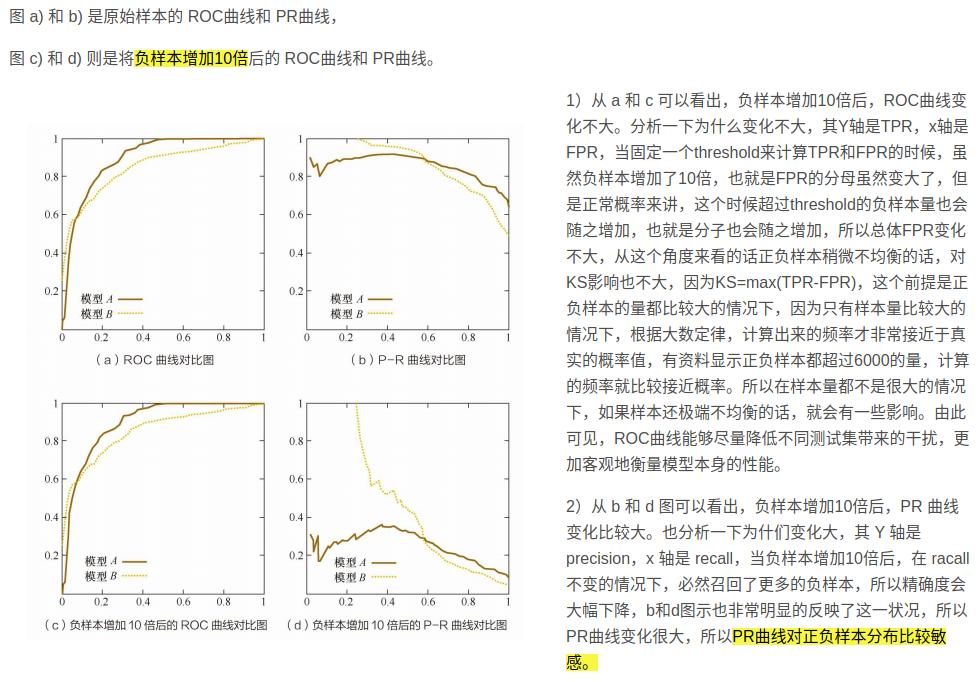 图 a) 和 b) 是原始样本的 ROC曲线和 PR曲线，
图 c) 和 d) 则是将负样本增加10倍后的 ROC曲线和 PR曲线。
1
0.8
0.6
0.4
0.2
模型 A
模型 B
0 0.2 0.4 0.6 0.8 1
（a）ROC 曲线对比图
1
0.8
0.6
0.4
0.2
模型 A
模型 B
0 0.2 0.4 0.6 0.8 1
（b）P-R 曲线对比图
1
0.8
0.6
0.4
0.2
模型 A
模型 B
0 0.2 0.4 0.6 0.8 1
（c）负样本增加 10 倍后的 ROC 曲线对比图
1
0.8
0.6
0.4
0.2
模型 A
模型 B
0 0.2 0.4 0.6 0.8 1
（d）负样本增加 10 倍后的 P-R 曲线对比图
1）从 a 和 c 可以看出，负样本增加10倍后，ROC曲线变
化不大。分析一下为什么变化不大，其Y轴是TPR，x轴是
FPR，当固定一个threshold来计算TPR和FPR的时候，虽
然负样本增加了10倍，也就是FPR的分母虽然变大了，但
是正常概率来讲，这个时候超过threshold的负样本量也会
随之增加，也就是分子也会随之增加，所以总体FPR变化
不大，从这个角度来看的话正负样本稍微不均衡的话，对
KS影响也不大，因为KS=max(TPR-FPR)，这个前提是正
负样本的量都比较大的情况下，因为只有样本量比较大的
情况下，根据大数定律，计算出来的频率才非常接近于真
实的概率值，有资料显示正负样本都超过6000的量，计算
的频率就比较接近概率。所以在样本量都不是很大的情况
下，如果样本还极端不均衡的话，就会有一些影响。由此
可见，ROC曲线能够尽量降低不同测试集带来的干扰，更
加客观地衡量模型本身的性能。
2）从 b 和 d 图可以看出，负样本增加10倍后，PR 曲线
变化比较大。也分析一下为什们变化大，其 Y 轴是
precision，x 轴是 recall，当负样本增加10倍后，在 racall
不变的情况下，必然召回了更多的负样本，所以精确度会
大幅下降，b和d图示也非常明显的反映了这一状况，所以
PR曲线变化很大，所以PR曲线对正负样本分布比较敏
感。